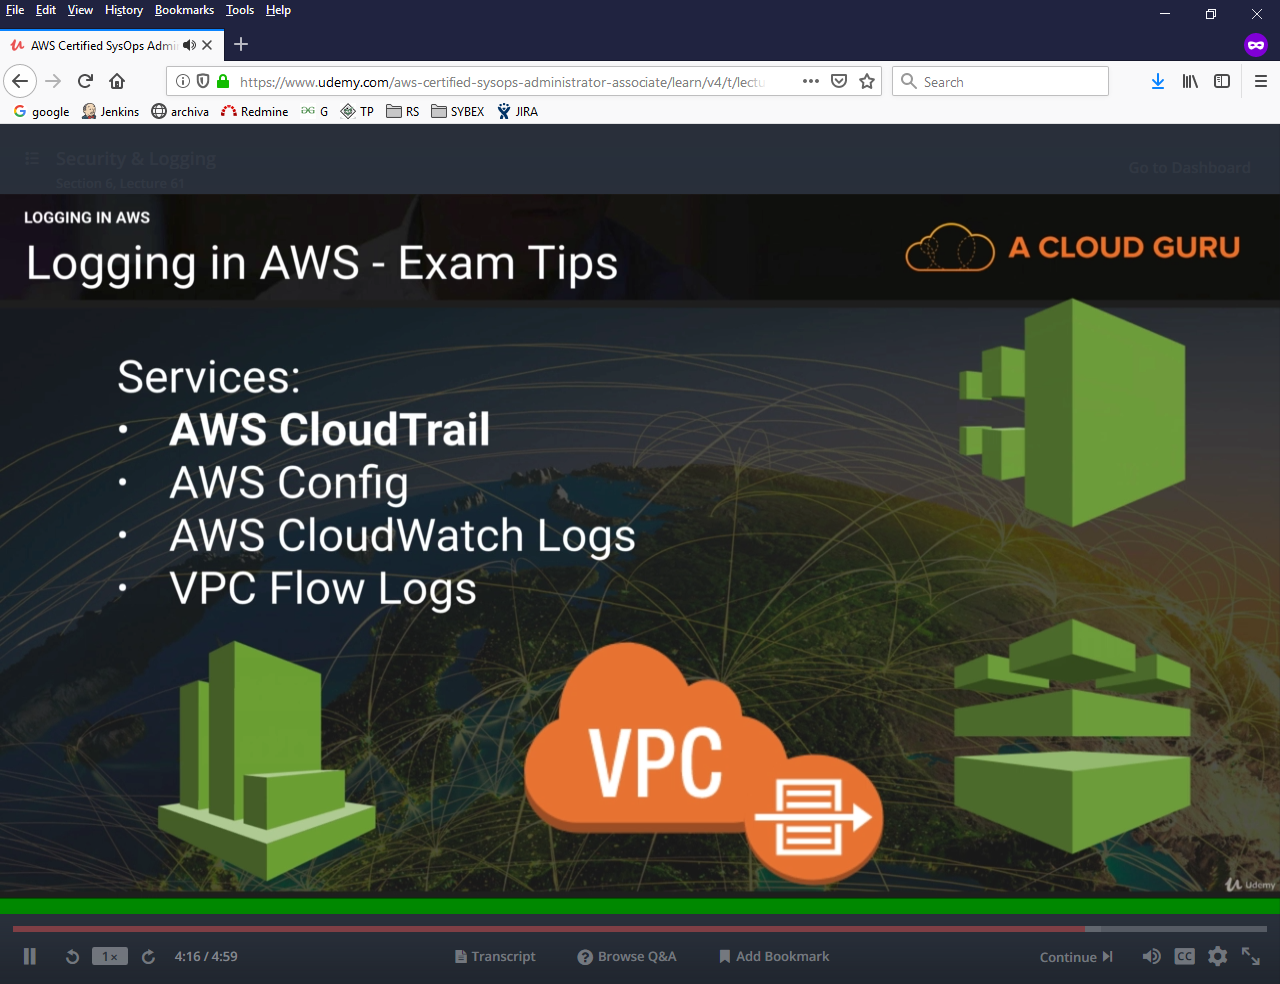 File Edit View History Bookmarks Tools Help
AWS Certified SysOps Admi
https://www.udemy.com/aws-certified-sysops-administrator-associate/learn/v4/t/lectu
Search
google Jenkins archiva Redmine G TP RS SYBEX JIRA
Security & Logging
Section 6, Lecture 61
Go to Dashboard
LOGGING IN AWS
Logging in AWS - Exam Tips
A CLOUD GURU
Services:
• AWS CloudTrail
• AWS Config
• AWS CloudWatch Logs
• VPC Flow Logs
VPC
Udemy
1x
4:16 / 4:59
Transcript
Browse Q&A
Add Bookmark
Continue
CC